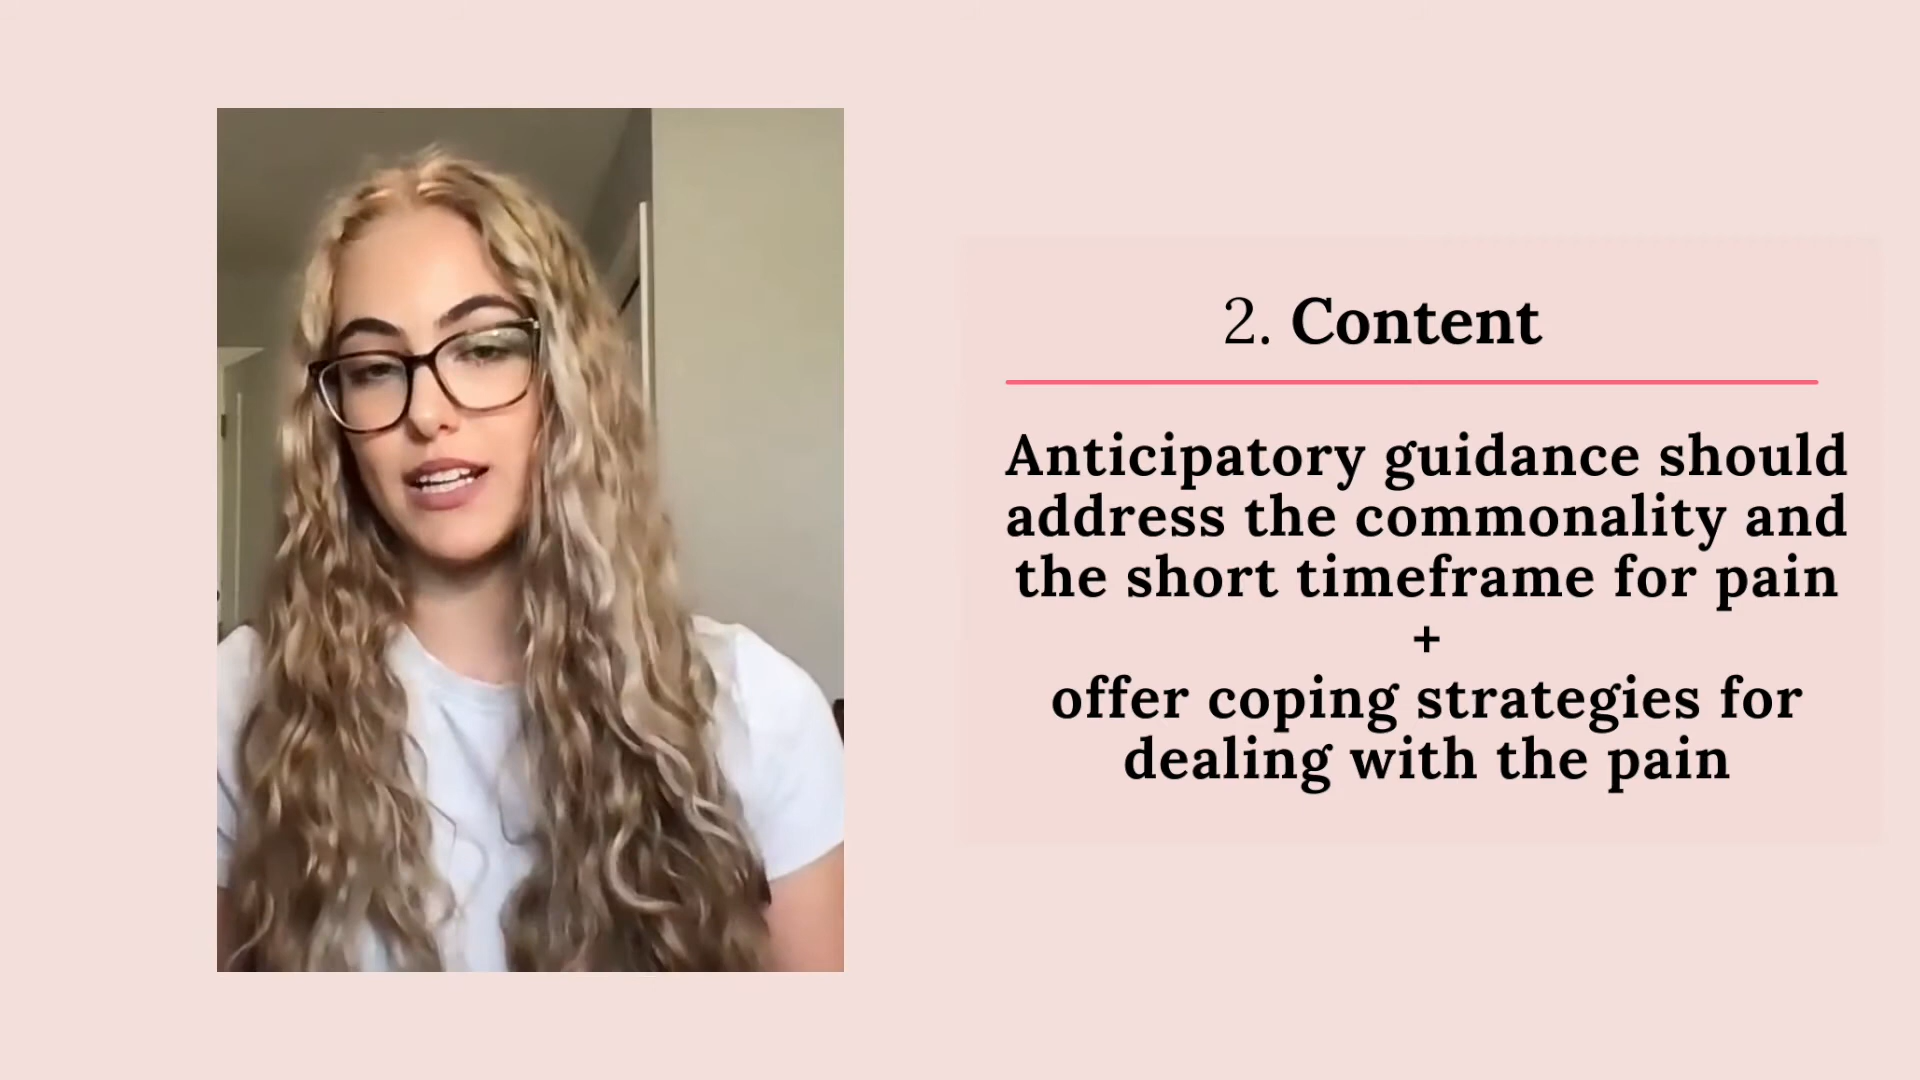 2. Content
Anticipatory guidance should
address the commonality and
the short timeframe for pain
+
offer coping strategies for
dealing with the pain